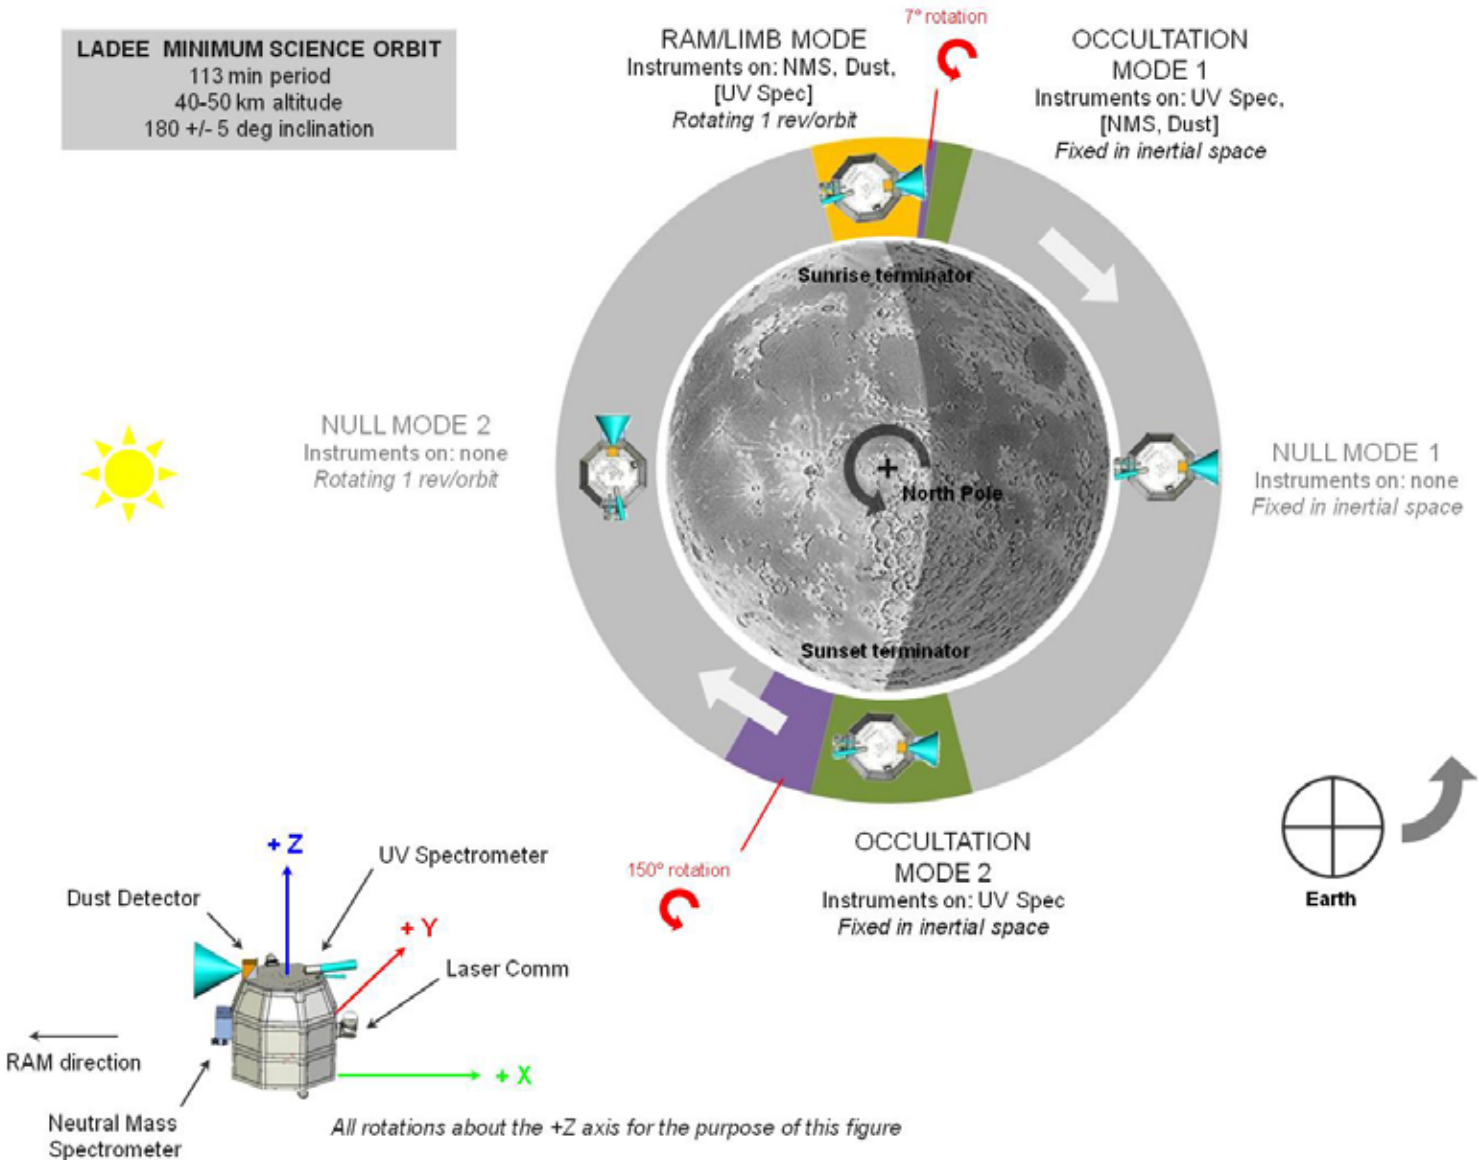 LADEE MINIMUM SCIENCE ORBIT
113 min period
40-50 km altitude
180 +/- 5 deg inclination
RAM/LIMB MODE
Instruments on: NMS, Dust,
[UV Spec]
Rotating 1 rev/orbit
7° rotation
OCCULTATION
MODE 1
Instruments on: UV Spec,
[NMS, Dust]
Fixed in inertial space
Sunrise terminator
NULL MODE 2
Instruments on: none
Rotating 1 rev/orbit
North Pole
NULL MODE 1
Instruments on: none
Fixed in inertial space
Sunset terminator
150° rotation
OCCULTATION
MODE 2
Instruments on: UV Spec
Fixed in inertial space
Earth
+ Z
UV Spectrometer
Dust Detector
+ Y
Laser Comm
RAM direction
+ X
Neutral Mass
Spectrometer
All rotations about the +Z axis for the purpose of this figure